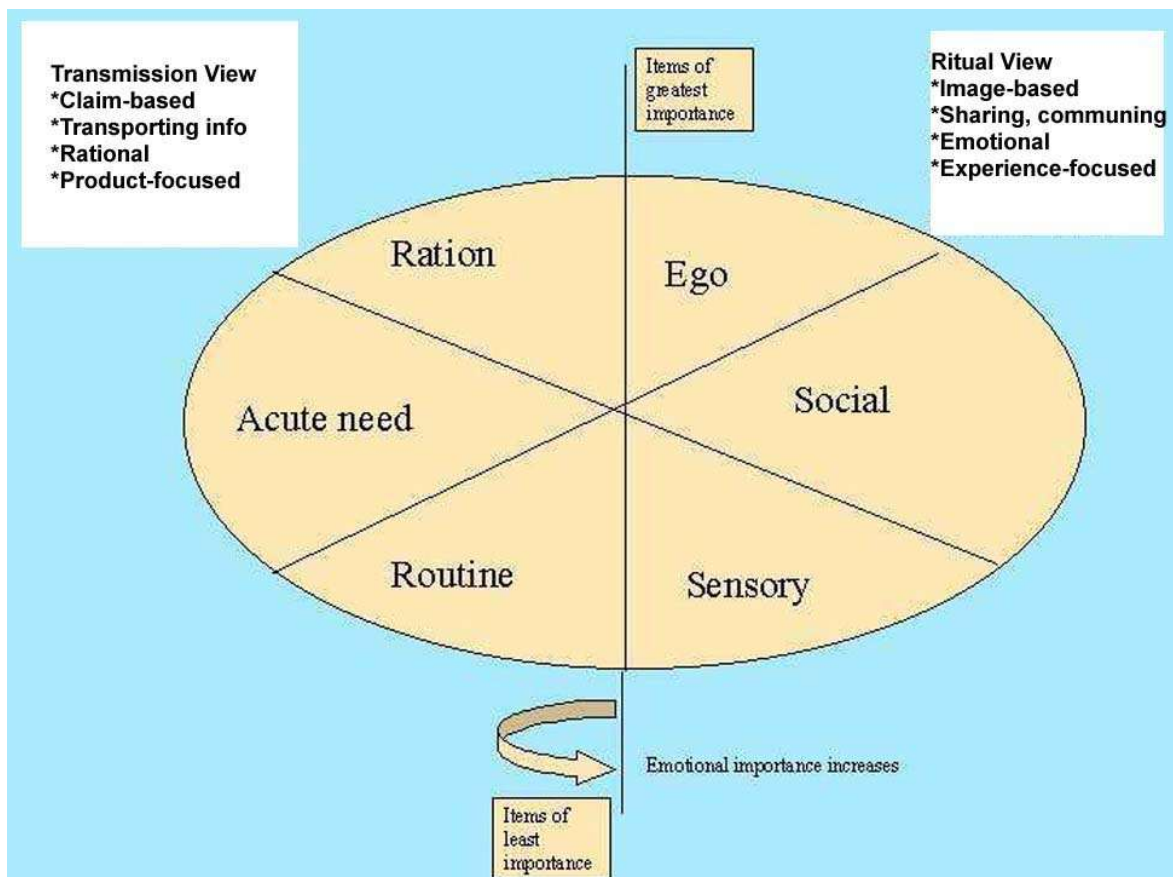 Transmission View
*Claim-based
*Transporting info
*Rational
*Product-focused
Items of
greatest
importance
Ritual View
*Image-based
*Sharing, communing
*Emotional
*Experience-focused
Ration
Ego
Acute need
Social
Routine
Sensory
Emotional importance increases
Items of
least
importance